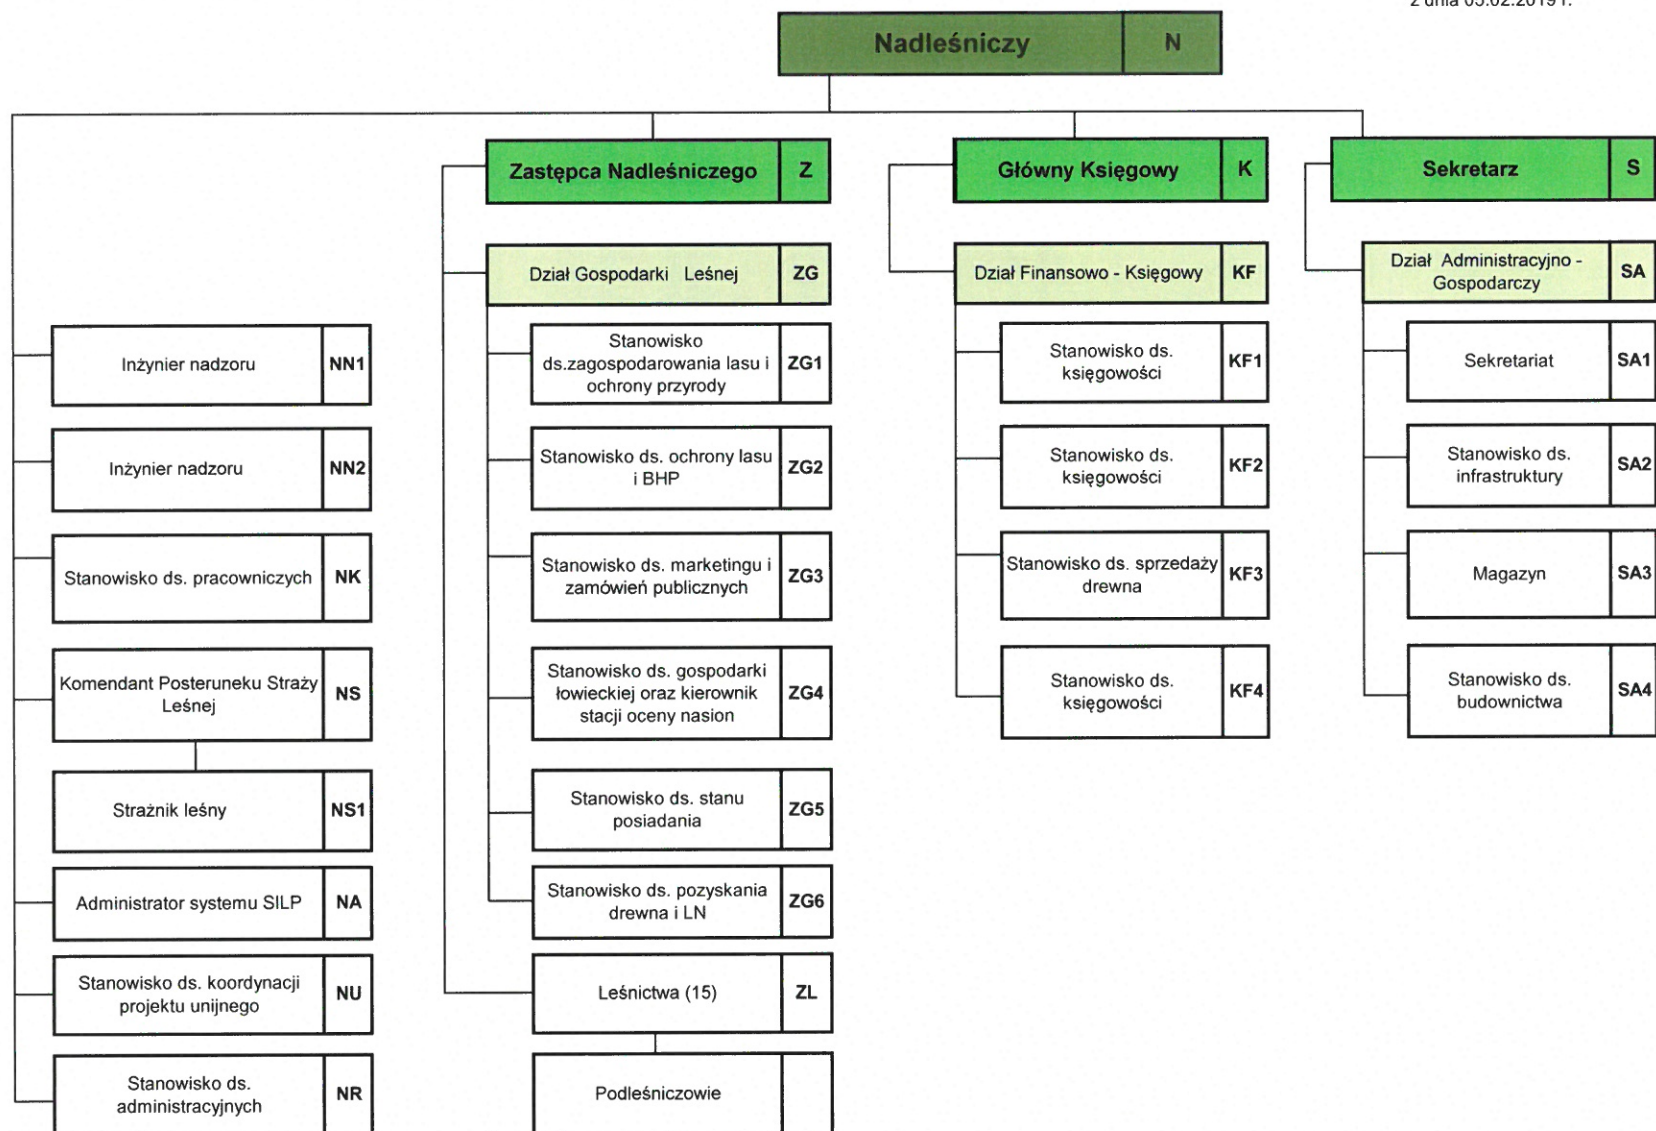 z dnia 05.02.2019 r.
Nadleśniczy N
Zastępca Nadleśniczego Z
Główny Księgowy K
Sekretarz S
Dział Gospodarki Leśnej ZG
Dział Finansowo - Księgowy KF
Dział Administracyjno -
Gospodarczy SA
Inżynier nadzoru NN1
Inżynier nadzoru NN2
Stanowisko ds. pracowniczych NK
Komendant Posterunku Straży
Leśnej NS
Strażnik leśny NS1
Administrator systemu SILP NA
Stanowisko ds. koordynacji
projektu unijnego NU
Stanowisko ds.
administracyjnych NR
Stanowisko
ds.zagospodarowania lasu i
ochrony przyrody ZG1
Stanowisko ds. ochrony lasu
i BHP ZG2
Stanowisko ds. marketingu i
zamówień publicznych ZG3
Stanowisko ds. gospodarki
łowieckiej oraz kierownik
stacji oceny nasion ZG4
Stanowisko ds. stanu
posiadania ZG5
Stanowisko ds. pozyskania
drewna i LN ZG6
Leśnictwa (15) ZL
Podleśniczowie
Stanowisko ds.
księgowości KF1
Stanowisko ds.
księgowości KF2
Stanowisko ds. sprzedaży
drewna KF3
Stanowisko ds.
księgowości KF4
Sekretariat SA1
Stanowisko ds.
infrastruktury SA2
Magazyn SA3
Stanowisko ds.
budownictwa SA4